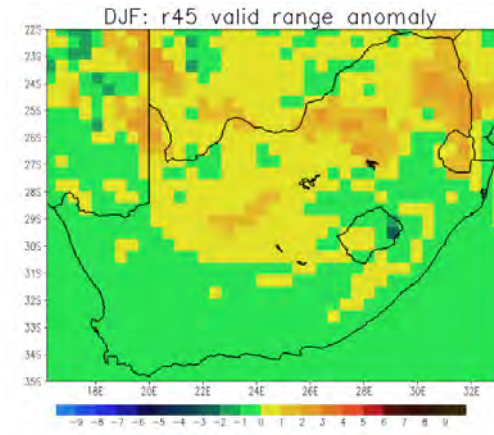 DJF: r45 valid range anomaly
22S
23S
24S
25S
26S
27S
28S
29S
30S
31S
32S
33S
34S
35S
18E 20E 22E 24E 26E 28E 30E 32E
-9 -8 -7 -6 -5 -4 -3 -2 -1 0 1 2 3 4 5 6 7 8 9